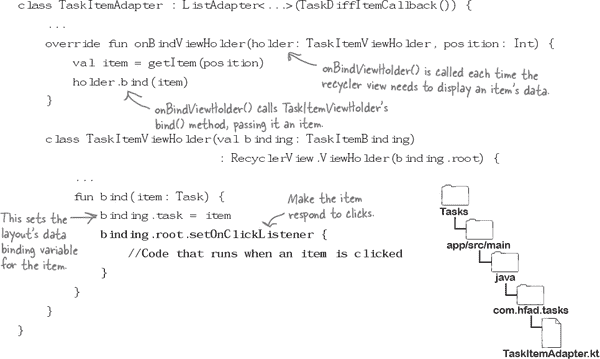 class TaskItemAdapter : ListAdapter<...>(TaskDiffItemCallback()) {
...
override fun onBindViewHolder(holder: TaskItemViewHolder, position: Int) {
val item = getItem(position)
holder.bind(item)
onBindViewHolder() is called each time the
recycler view needs to display an item's data.
}
onBindViewHolder() calls TaskItemViewHolder's
bind() method, passing it an item.
class TaskItemViewHolder(val binding: TaskItemBinding)
: RecyclerView.ViewHolder(binding.root) {
...
fun bind(item: Task) {
Make the item
respond to clicks.
This sets the
layout's data
binding variable
for the item.
binding.task = item
binding.root.setOnClickListener {
//Code that runs when an item is clicked
}
}
}
}
Tasks
app/src/main
java
com.hfad.tasks
TaskItemAdapter.kt